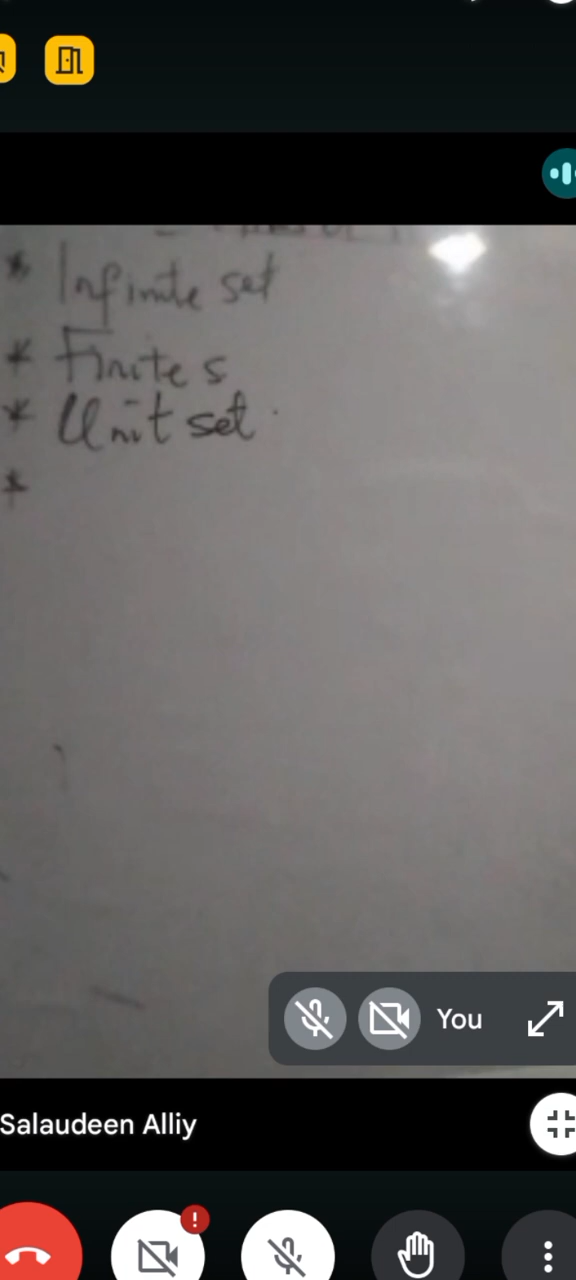 * Infinite set
* Finite s
* Unit set
*
You
Salaudeen Alliy
!